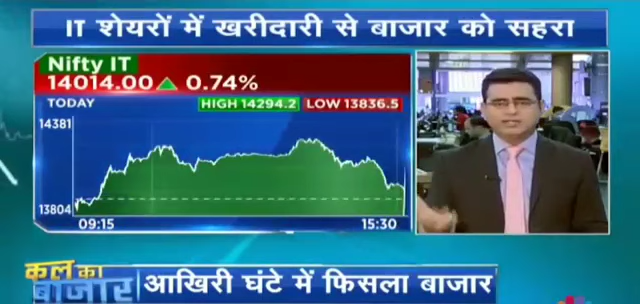 IT शेयरों में खरीदारी से बाजार को सहरा
Nifty IT
14014.00 ▲ 0.74%
TODAY HIGH 14294.2 LOW 13836.5
14381
13804
09:15 15:30
कल का
बाजार
आखिरी घंटे में फिसला बाजार